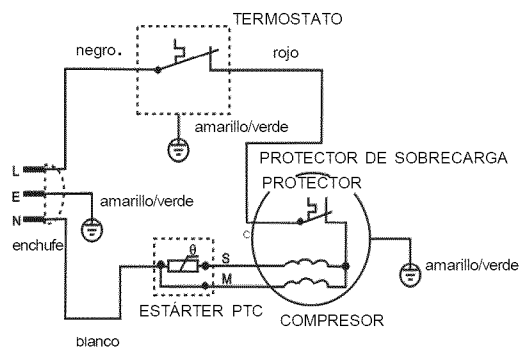 TERMOSTATO
negro.
rojo
amarillo/verde
PROTECTOR DE SOBRECARGA
PROTECTOR
L
E
N
amarillo/verde
enchufe
C
θ
S
M
amarillo/verde
ESTÁRTER PTC
COMPRESOR
blanco